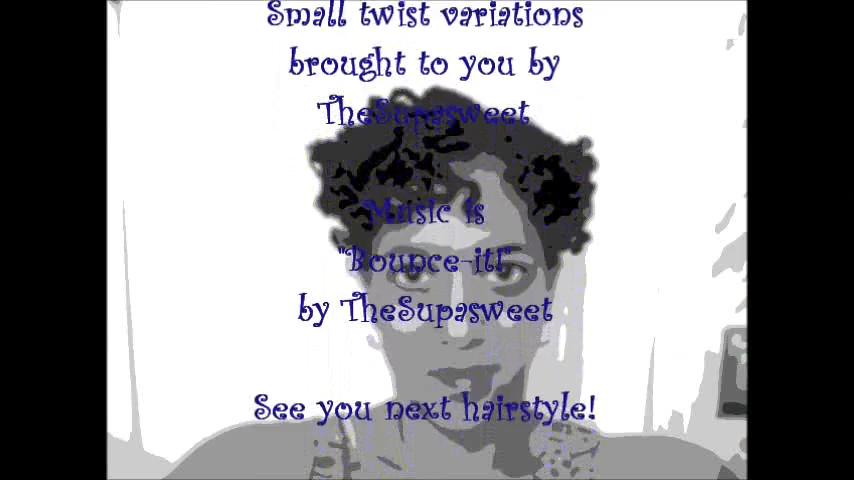 Small twist variations
brought to you by
TheSupasweet
Music is
"Bounce-it!"
by TheSupasweet
See you next hairstyle!